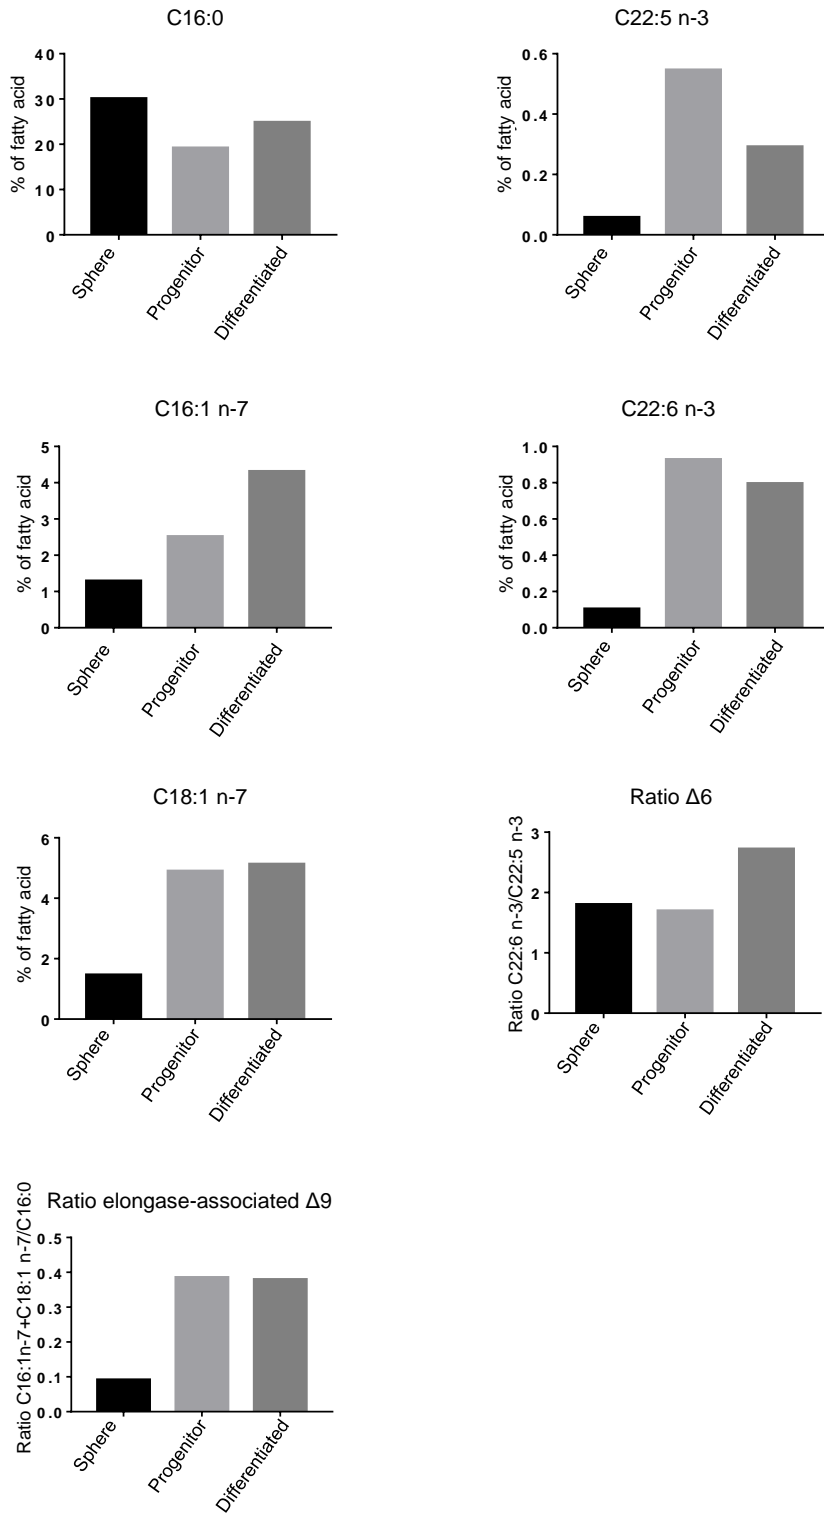 C16:0
% of fatty acid
40
30
20
10
0
Sphere
Progenitor
Differentiated
C22:5 n-3
% of fatty acid
0.6
0.4
0.2
0.0
Sphere
Progenitor
Differentiated
C16:1 n-7
% of fatty acid
5
4
3
2
1
0
Sphere
Progenitor
Differentiated
C22:6 n-3
% of fatty acid
1.0
0.8
0.6
0.4
0.2
0.0
Sphere
Progenitor
Differentiated
C18:1 n-7
% of fatty acid
6
4
2
0
Sphere
Progenitor
Differentiated
Ratio Δ6
Ratio C22:6 n-3/C22:5 n-3
3
2
1
0
Sphere
Progenitor
Differentiated
Ratio elongase-associated Δ9
Ratio C16:1n-7+C18:1 n-7/C16:0
0.5
0.4
0.3
0.2
0.1
0.0
Sphere
Progenitor
Differentiated